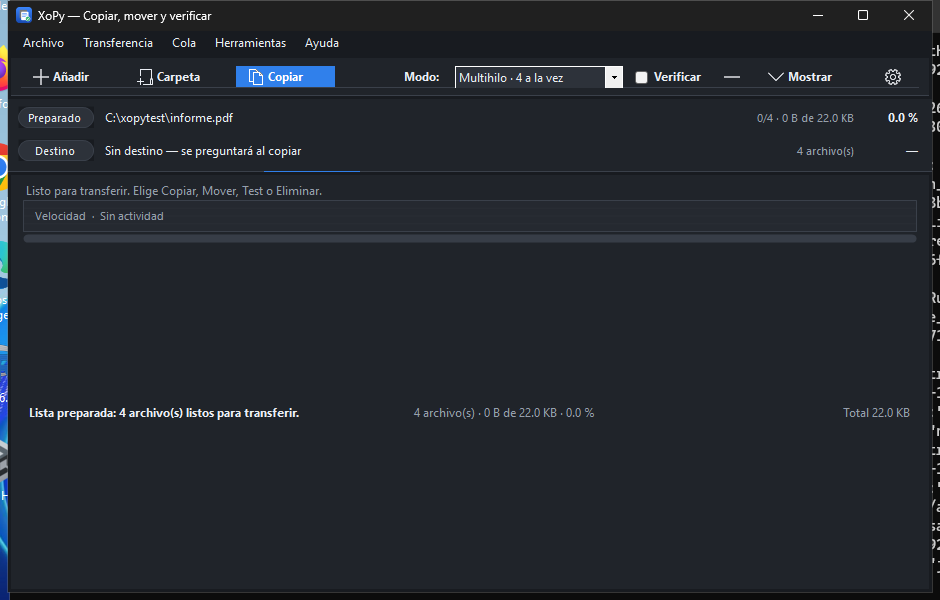 XoPy — Copiar, mover y verificar
Archivo Transferencia Cola Herramientas Ayuda
Añadir Carpeta Copiar Modo: Multihilo · 4 a la vez Verificar — Mostrar
Preparado C:\xopytest\informe.pdf 0/4 · 0 B de 22.0 KB 0.0 %
Destino Sin destino — se preguntará al copiar 4 archivo(s) —
Listo para transferir. Elige Copiar, Mover, Test o Eliminar.
Velocidad · Sin actividad
Lista preparada: 4 archivo(s) listos para transferir. 4 archivo(s) · 0 B de 22.0 KB · 0.0 % Total 22.0 KB